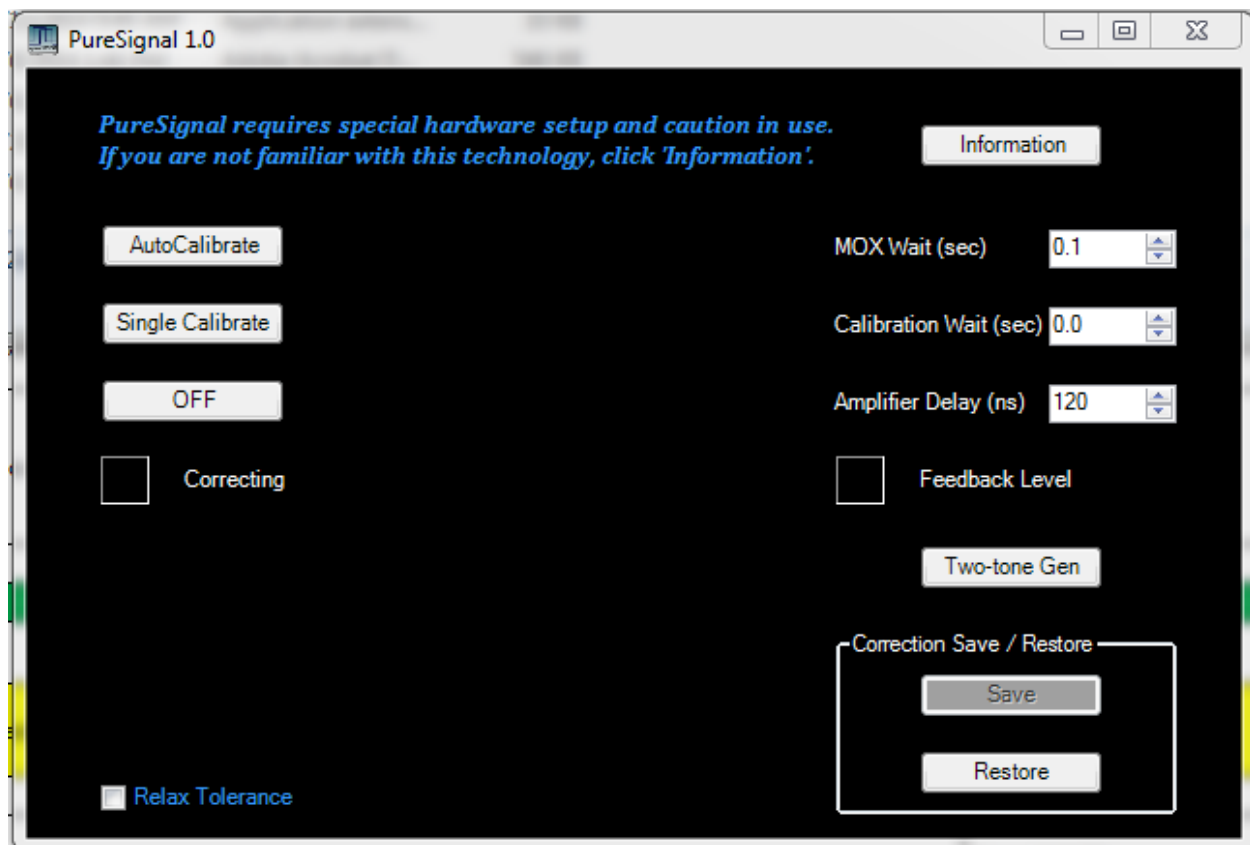 PureSignal 1.0
PureSignal requires special hardware setup and caution in use.
If you are not familiar with this technology, click 'Information'.
Information
AutoCalibrate
MOX Wait (sec) 0.1
Single Calibrate
Calibration Wait (sec) 0.0
OFF
Amplifier Delay (ns) 120
Correcting
Feedback Level
Two-tone Gen
Correction Save / Restore
Save
Restore
Relax Tolerance